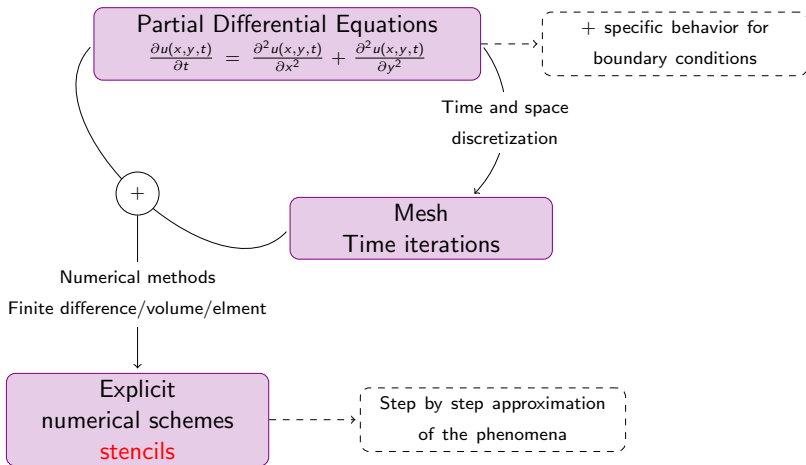 Partial Differential Equations
∂u(x,y,t)/∂t = ∂²u(x,y,t)/∂x² + ∂²u(x,y,t)/∂y²
+ specific behavior for
boundary conditions
Time and space
discretization
Mesh
Time iterations
+
Numerical methods
Finite difference/volume/elment
Explicit
numerical schemes
stencils
Step by step approximation
of the phenomena